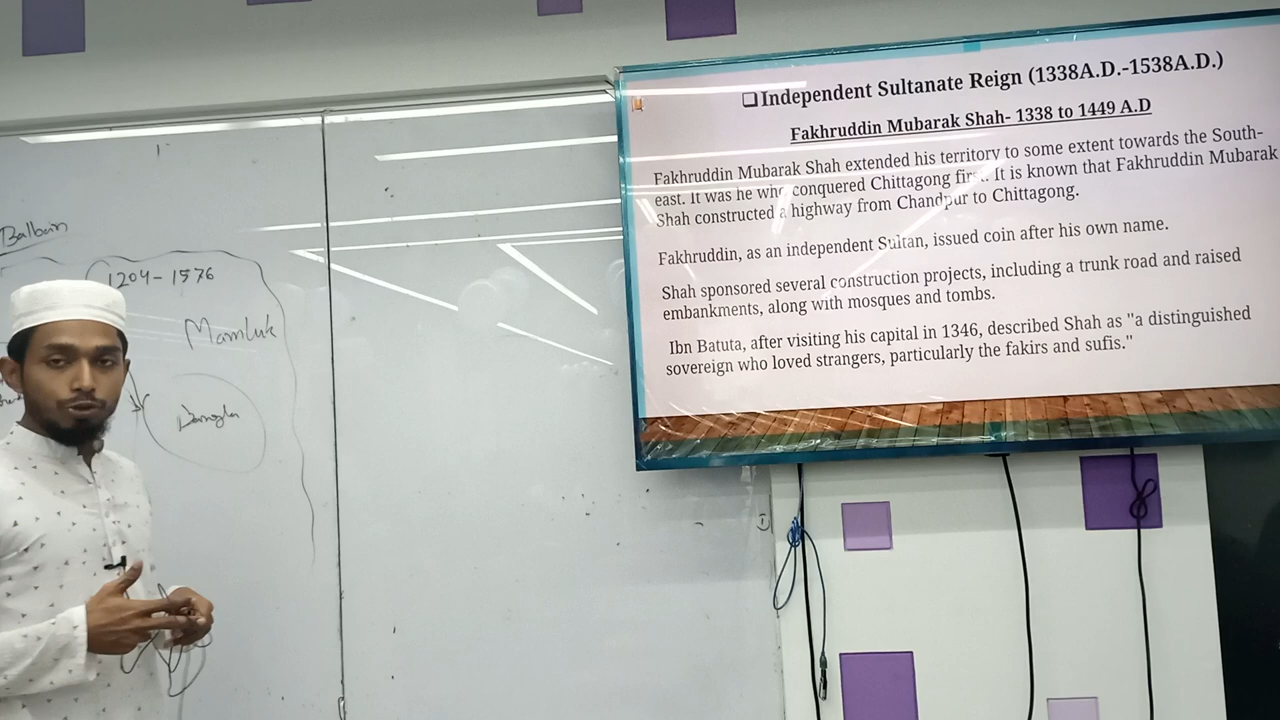 Balban
1204-1576
Mamluk
Bangla
❑Independent Sultanate Reign (1338A.D.-1538A.D.)
Fakhruddin Mubarak Shah- 1338 to 1449 A.D
Fakhruddin Mubarak Shah extended his territory to some extent towards the South-
east. It was he who conquered Chittagong first. It is known that Fakhruddin Mubarak
Shah constructed a highway from Chandpur to Chittagong.
Fakhruddin, as an independent Sultan, issued coin after his own name.
Shah sponsored several construction projects, including a trunk road and raised
embankments, along with mosques and tombs.
Ibn Batuta, after visiting his capital in 1346, described Shah as "a distinguished
sovereign who loved strangers, particularly the fakirs and sufis."